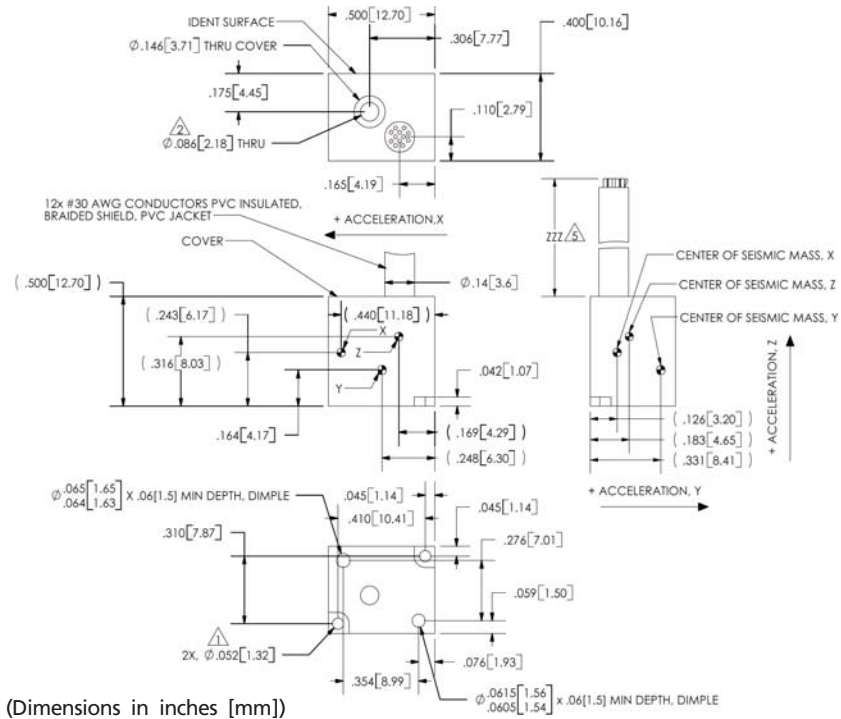 IDENT SURFACE
.500[12.70]
.306[7.77]
.400[10.16]
Ø.146[3.71] THRU COVER
.175[4.45]
.110[2.79]
2
Ø.086[2.18] THRU
.165[4.19]
12x #30 AWG CONDUCTORS PVC INSULATED,
BRAIDED SHIELD, PVC JACKET
+ ACCELERATION,X
ZZZ 5
COVER
CENTER OF SEISMIC MASS, X
CENTER OF SEISMIC MASS, Z
CENTER OF SEISMIC MASS, Y
( .500[12.70] )
Ø.14[3.6]
( .243[6.17] )
( .440[11.18] )
X
( .316[8.03] )
Z
Y
.042[1.07]
.164[4.17]
( .169[4.29] )
( .248[6.30] )
( .126[3.20] )
( .183[4.65] )
( .331[8.41] )
+ ACCELERATION, Z
+ ACCELERATION, Y
Ø.065[1.65] X .06[1.5] MIN DEPTH, DIMPLE
.064[1.63]
.045[1.14]
.410[10.41]
.045[1.14]
.310[7.87]
.276[7.01]
.059[1.50]
1
2X, Ø.052[1.32]
.076[1.93]
.354[8.99]
Ø.0615[1.56] x .06[1.5] MIN DEPTH, DIMPLE
.0605[1.54]
(Dimensions in inches [mm])